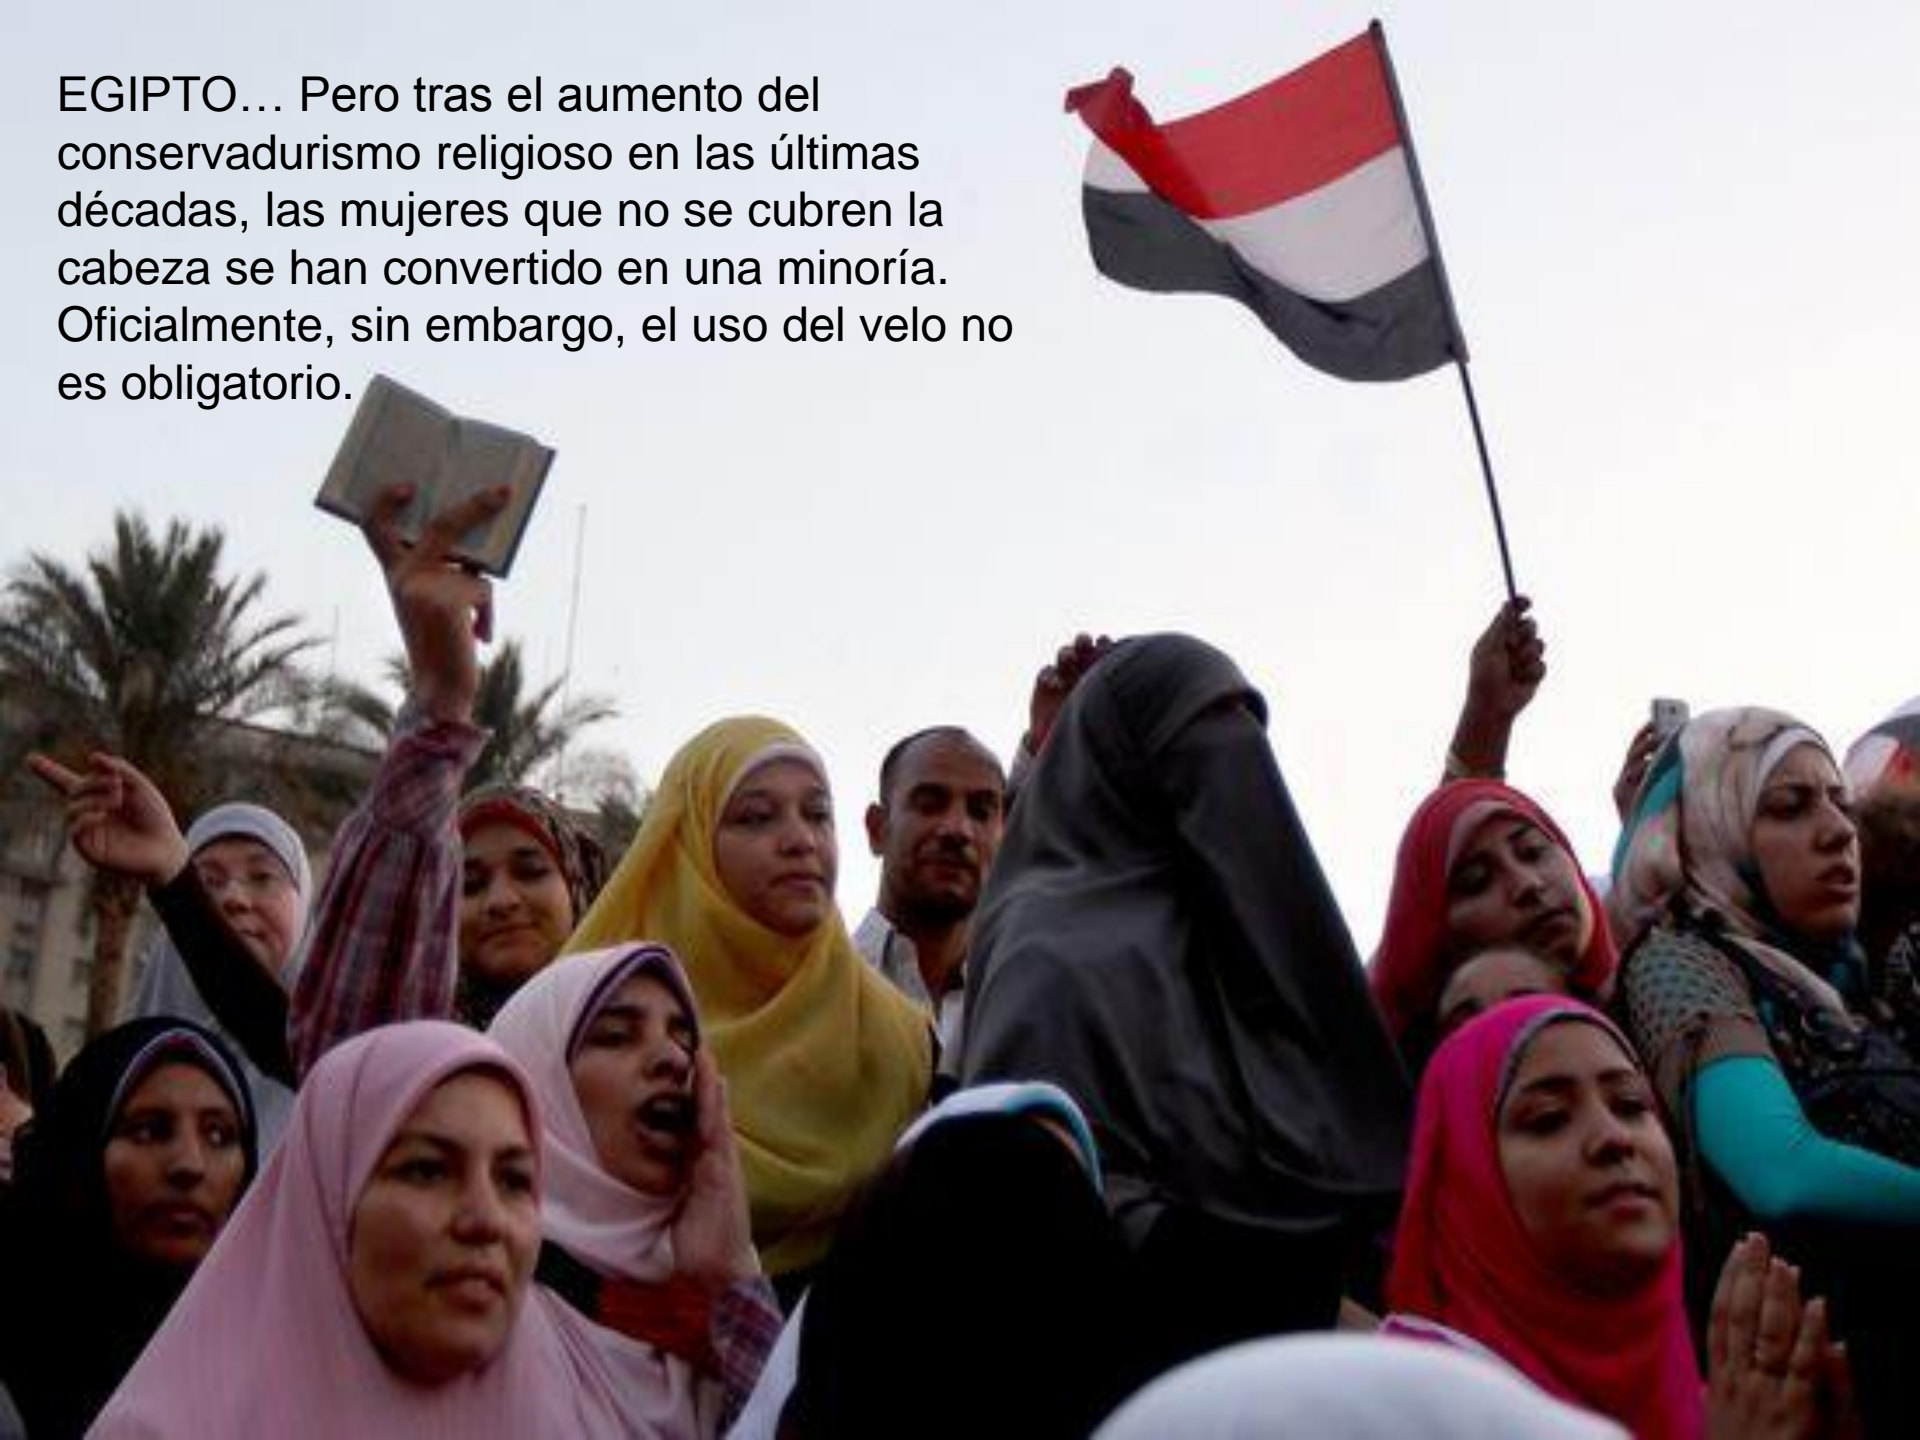 EGIPTO… Pero tras el aumento del
conservadurismo religioso en las últimas
décadas, las mujeres que no se cubren la
cabeza se han convertido en una minoría.
Oficialmente, sin embargo, el uso del velo no
es obligatorio.